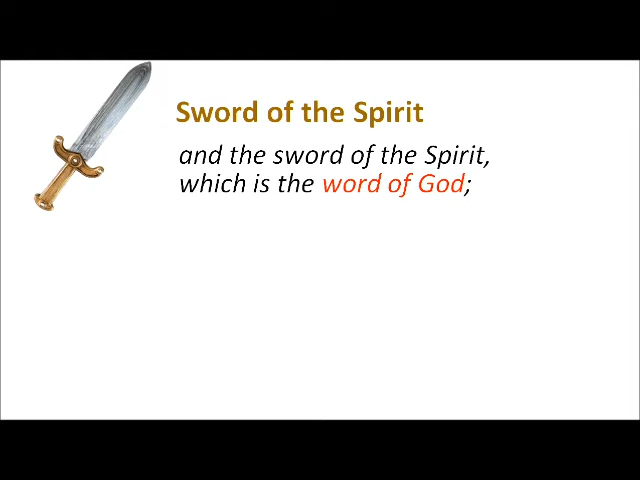 Sword of the Spirit
and the sword of the Spirit,
which is the word of God;